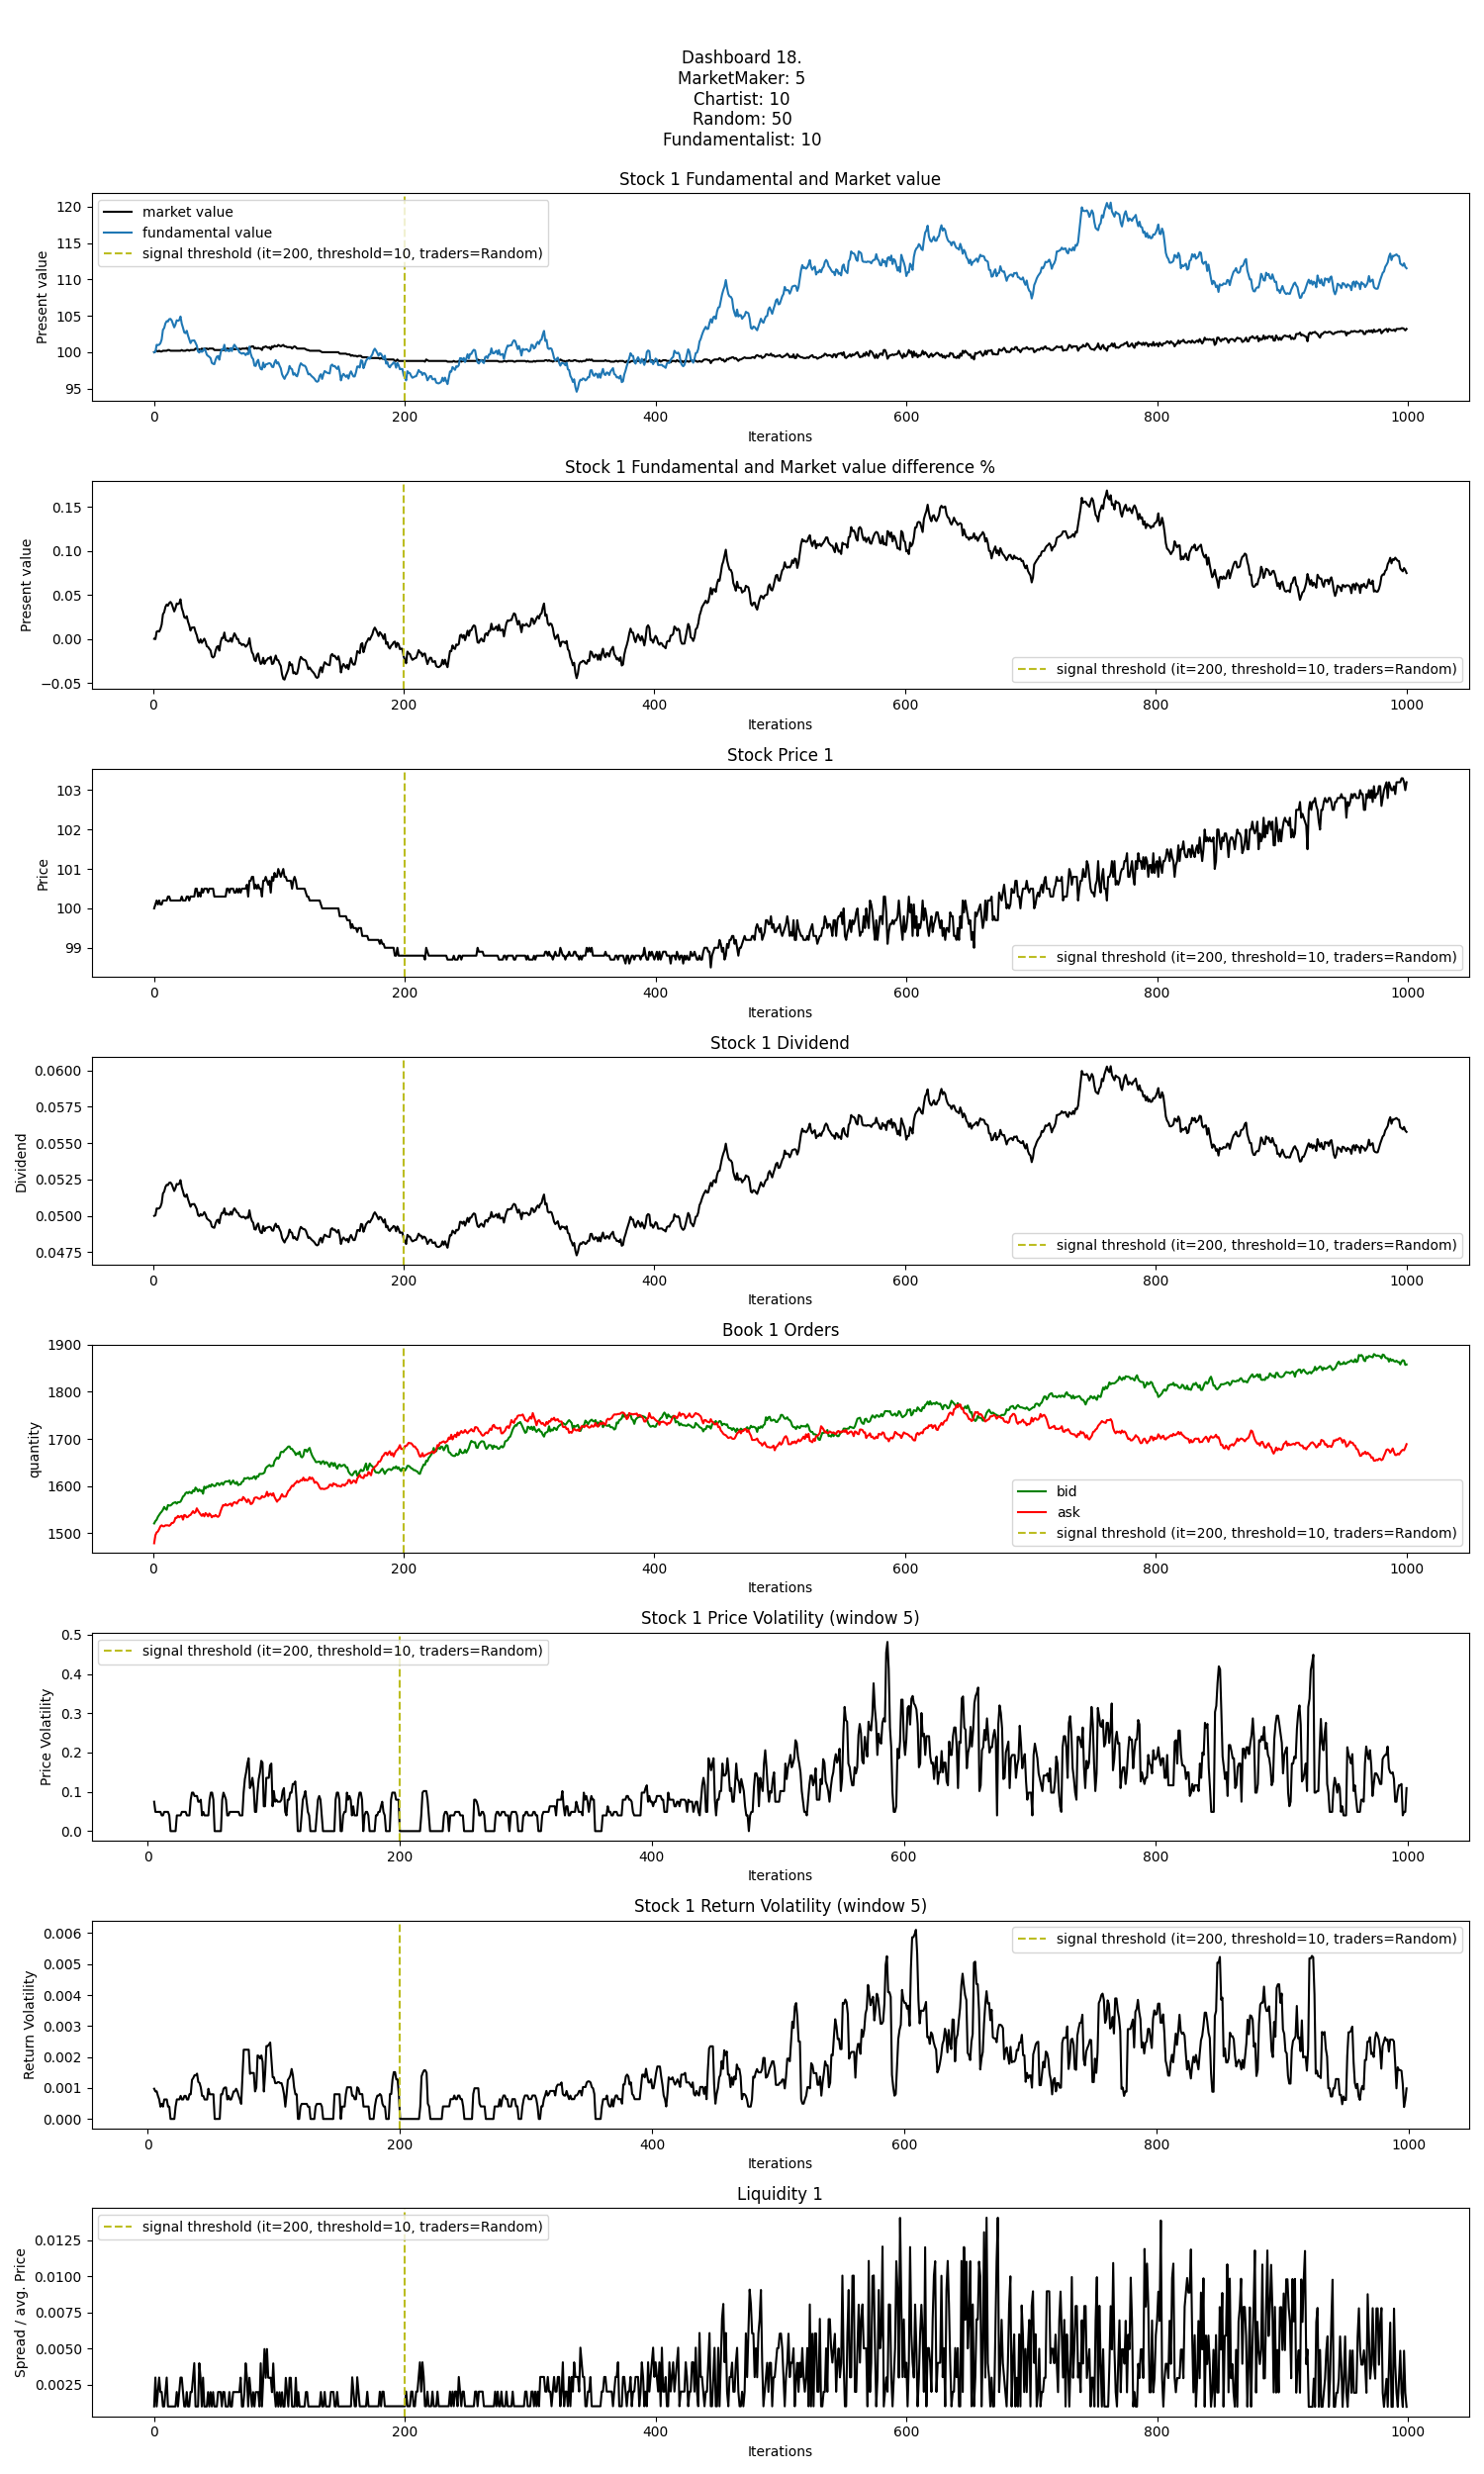 Dashboard 18.
MarketMaker: 5
Chartist: 10
Random: 50
Fundamentalist: 10
Stock 1 Fundamental and Market value
Present value
120
115
110
105
100
95
market value
fundamental value
signal threshold (it=200, threshold=10, traders=Random)
0 200 400 600 800 1000
Iterations
Stock 1 Fundamental and Market value difference %
Present value
0.15
0.10
0.05
0.00
−0.05
signal threshold (it=200, threshold=10, traders=Random)
0 200 400 600 800 1000
Iterations
Stock Price 1
Price
103
102
101
100
99
signal threshold (it=200, threshold=10, traders=Random)
0 200 400 600 800 1000
Iterations
Stock 1 Dividend
Dividend
0.0600
0.0575
0.0550
0.0525
0.0500
0.0475
signal threshold (it=200, threshold=10, traders=Random)
0 200 400 600 800 1000
Iterations
Book 1 Orders
quantity
1900
1800
1700
1600
1500
bid
ask
signal threshold (it=200, threshold=10, traders=Random)
0 200 400 600 800 1000
Iterations
Stock 1 Price Volatility (window 5)
Price Volatility
0.5
0.4
0.3
0.2
0.1
0.0
signal threshold (it=200, threshold=10, traders=Random)
0 200 400 600 800 1000
Iterations
Stock 1 Return Volatility (window 5)
Return Volatility
0.006
0.005
0.004
0.003
0.002
0.001
0.000
signal threshold (it=200, threshold=10, traders=Random)
0 200 400 600 800 1000
Iterations
Liquidity 1
Spread / avg. Price
0.0125
0.0100
0.0075
0.0050
0.0025
signal threshold (it=200, threshold=10, traders=Random)
0 200 400 600 800 1000
Iterations